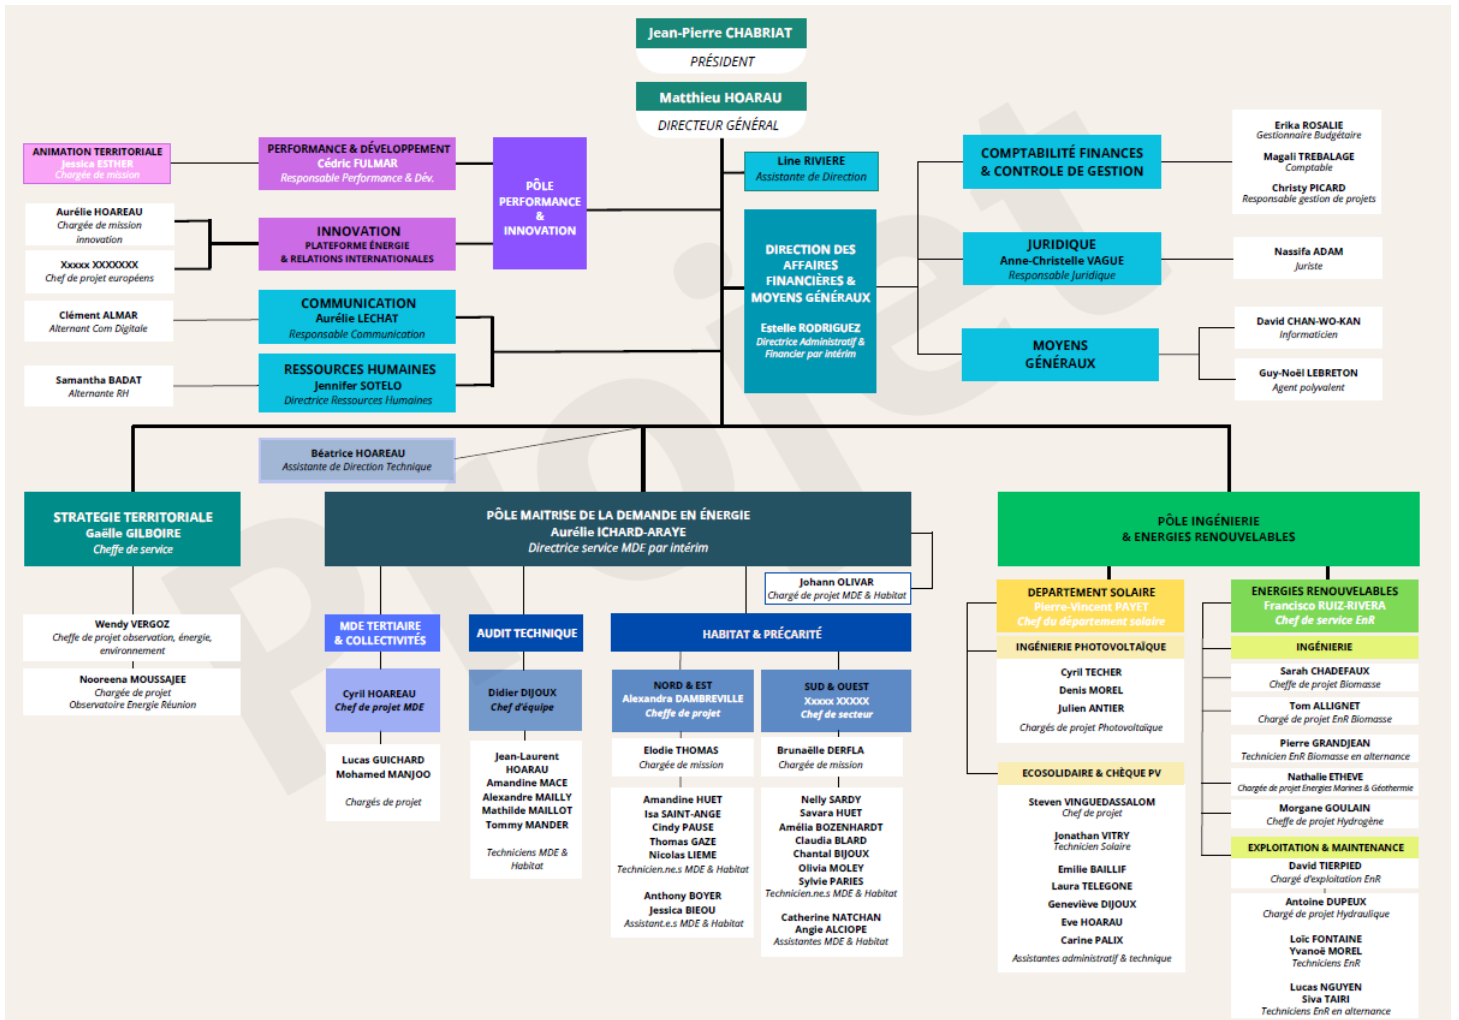 Jean-Pierre CHABRIAT
PRÉSIDENT
Matthieu HOARAU
DIRECTEUR GÉNÉRAL
ANIMATION TERRITORIALE
Jessica ESTHER
Chargée de mission
PERFORMANCE & DÉVELOPPEMENT
Cédric FULMAR
Responsable Performance & Dév.
PÔLE
PERFORMANCE
&
INNOVATION
Aurélie HOAREAU
Chargée de mission
innovation
Xxxxx XXXXXXX
Chef de projet européens
INNOVATION
PLATEFORME ÉNERGIE
& RELATIONS INTERNATIONALES
Clément ALMAR
Alternant Com Digitale
COMMUNICATION
Aurélie LECHAT
Responsable Communication
Samantha BADAT
Alternante RH
RESSOURCES HUMAINES
Jennifer SOTELO
Directrice Ressources Humaines
Line RIVIERE
Assistante de Direction
DIRECTION DES
AFFAIRES
FINANCIÈRES &
MOYENS GÉNÉRAUX
Estelle RODRIGUEZ
Directrice Administratif &
Financier par intérim
COMPTABILITÉ FINANCES
& CONTROLE DE GESTION
Erika ROSALIE
Gestionnaire Budgétaire
Magali TREBALAGE
Comptable
Christy PICARD
Responsable gestion de projets
JURIDIQUE
Anne-Christelle VAGUE
Responsable Juridique
Nassifa ADAM
Juriste
MOYENS
GÉNÉRAUX
David CHAN-WO-KAN
Informaticien
Guy-Noël LEBRETON
Agent polyvalent
Projet
Béatrice HOAREAU
Assistante de Direction Technique
STRATEGIE TERRITORIALE
Gaëlle GILBOIRE
Cheffe de service
Wendy VERGOZ
Cheffe de projet observation, énergie,
environnement
Nooreena MOUSSAJEE
Chargée de projet
Observatoire Energie Réunion
PÔLE MAITRISE DE LA DEMANDE EN ÉNERGIE
Aurélie ICHARD-ARAYE
Directrice service MDE par intérim
Johann OLIVAR
Chargé de projet MDE & Habitat
MDE TERTIAIRE
& COLLECTIVITÉS
Cyril HOAREAU
Chef de projet MDE
Lucas GUICHARD
Mohamed MANJOO
Chargés de projet
AUDIT TECHNIQUE
Didier DIJOUX
Chef d'équipe
Jean-Laurent
HOARAU
Amandine MACE
Alexandre MAILLY
Mathilde MAILLOT
Tommy MANDER
Techniciens MDE &
Habitat
HABITAT & PRÉCARITÉ
NORD & EST
Alexandra DAMBREVILLE
Cheffe de projet
Elodie THOMAS
Chargée de mission
Amandine HUET
Isa SAINT-ANGE
Cindy PAUSE
Thomas GAZE
Nicolas LIEME
Technicien.ne.s MDE & Habitat
Anthony BOYER
Jessica BIEOU
Assistant.e.s MDE & Habitat
SUD & OUEST
Xxxxx XXXXX
Chef de secteur
Brunaëlle DERFLA
Chargée de mission
Nelly SARDY
Savara HUET
Amélia BOZENHARDT
Claudia BLARD
Chantal BIJOUX
Olivia MOLEY
Sylvie PARIES
Technicien.ne.s MDE & Habitat
Catherine NATCHAN
Angie ALCIOPE
Assistantes MDE & Habitat
PÔLE INGÉNIERIE
& ENERGIES RENOUVELABLES
DEPARTEMENT SOLAIRE
Pierre-Vincent PAYET
Chef du département solaire
INGÉNIERIE PHOTOVOLTAÏQUE
Cyril TECHER
Denis MOREL
Julien ANTIER
Chargés de projet Photovoltaïque
ECOSOLIDAIRE & CHÈQUE PV
Steven VINGUEDASSALOM
Chef de projet
Jonathan VITRY
Technicien Solaire
Emilie BAILLIF
Laura TELEGONE
Geneviève DIJOUX
Eve HOARAU
Carine PALIX
Assistantes administratif & technique
ENERGIES RENOUVELABLES
Francisco RUIZ-RIVERA
Chef de service EnR
INGÉNIERIE
Sarah CHADEFAUX
Cheffe de projet Biomasse
Tom ALLIGNET
Chargé de projet EnR Biomasse
Pierre GRANDJEAN
Technicien EnR Biomasse en alternance
Nathalie ETHEVE
Chargée de projet Energies Marines & Géothermie
Morgane GOULAIN
Cheffe de projet Hydrogène
EXPLOITATION & MAINTENANCE
David TIERPIED
Chargé d'exploitation EnR
Antoine DUPEUX
Chargé de projet Hydraulique
Loïc FONTAINE
Yvanoë MOREL
Techniciens EnR
Lucas NGUYEN
Siva TAIRI
Techniciens EnR en alternance